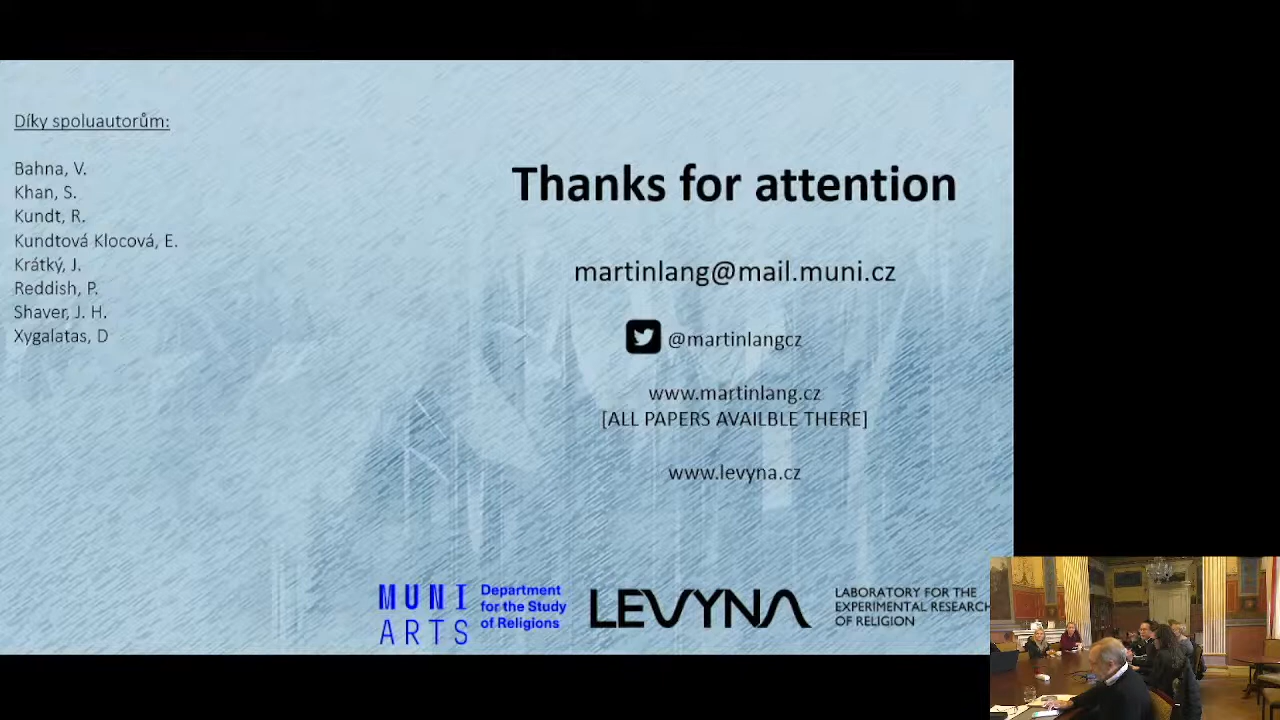 Díky spoluautorům:
Bahna, V.
Khan, S.
Kundt, R.
Kundtová Klocová, E.
Krátký, J.
Reddish, P.
Shaver, J. H.
Xygalatas, D
Thanks for attention
martinlang@mail.muni.cz
@martinlangcz
www.martinlang.cz
[ALL PAPERS AVAILBLE THERE]
www.levyna.cz
MUNI
ARTS
Department
for the Study
of Religions
LEVYNA
LABORATORY FOR THE
EXPERIMENTAL RESEARCH
OF RELIGION